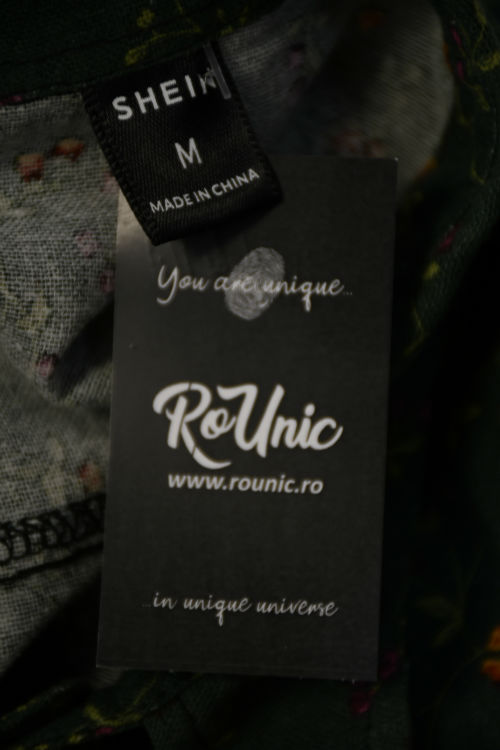 SHEIN
M
MADE IN CHINA
You are unique...
RoUnic
www.rounic.ro
...in unique universe